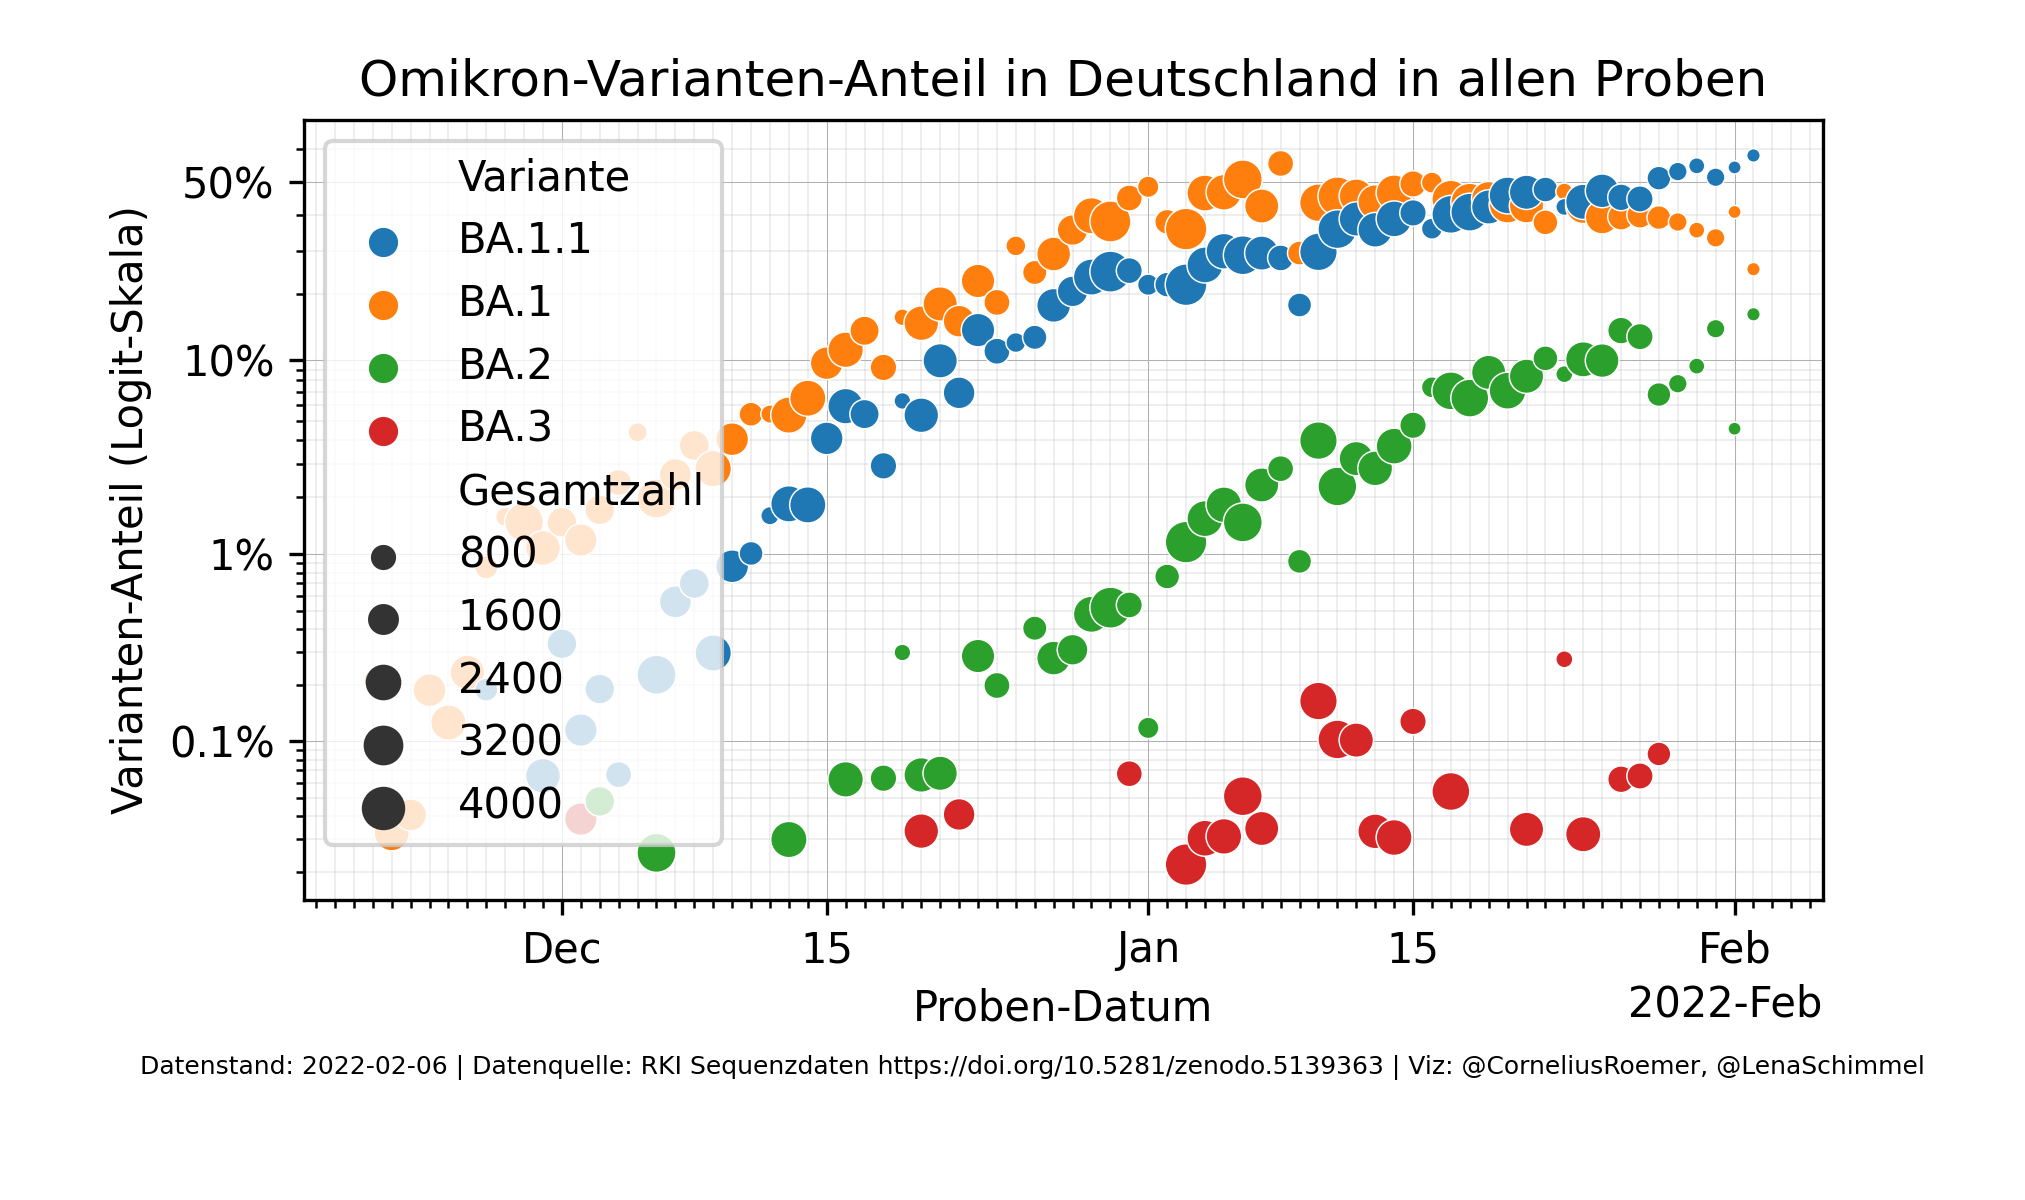 Omikron-Varianten-Anteil in Deutschland in allen Proben
Varianten-Anteil (Logit-Skala)
50%
10%
1%
0.1%
Variante
BA.1.1
BA.1
BA.2
BA.3
Gesamtzahl
800
1600
2400
3200
4000
Dec
15
Jan
15
Feb
2022-Feb
Proben-Datum
Datenstand: 2022-02-06 | Datenquelle: RKI Sequenzdaten https://doi.org/10.5281/zenodo.5139363 | Viz: @CorneliusRoemer, @LenaSchimmel